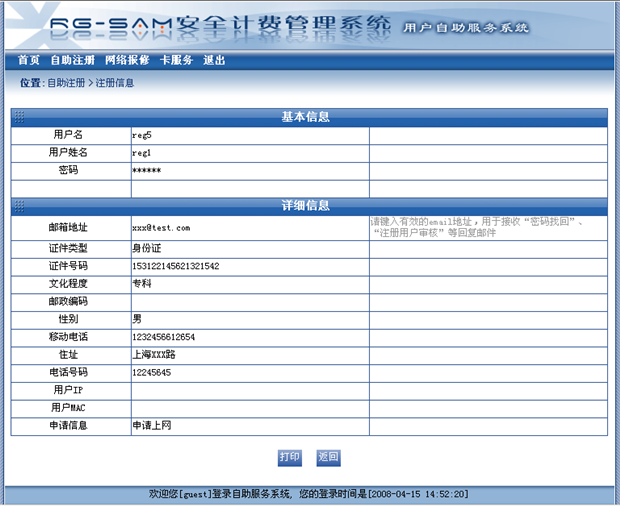 RG-SAM安全计费管理系统 用户自助服务系统
首页 自助注册 网络报修 卡服务 退出
位置:自助注册 > 注册信息
基本信息
用户名 reg5
用户姓名 reg1
密码 ******
详细信息
邮箱地址 xxx@test.com 请键入有效的email地址，用于接收“密码找回”、
“注册用户审核”等回复邮件
证件类型 身份证
证件号码 153122145621321542
文化程度 专科
邮政编码
性别 男
移动电话 1232456612654
住址 上海XXX路
电话号码 12245645
用户IP
用户MAC
申请信息 申请上网
打印 返回
欢迎您[guest]登录自助服务系统, 您的登录时间是[2008-04-15 14:52:20]